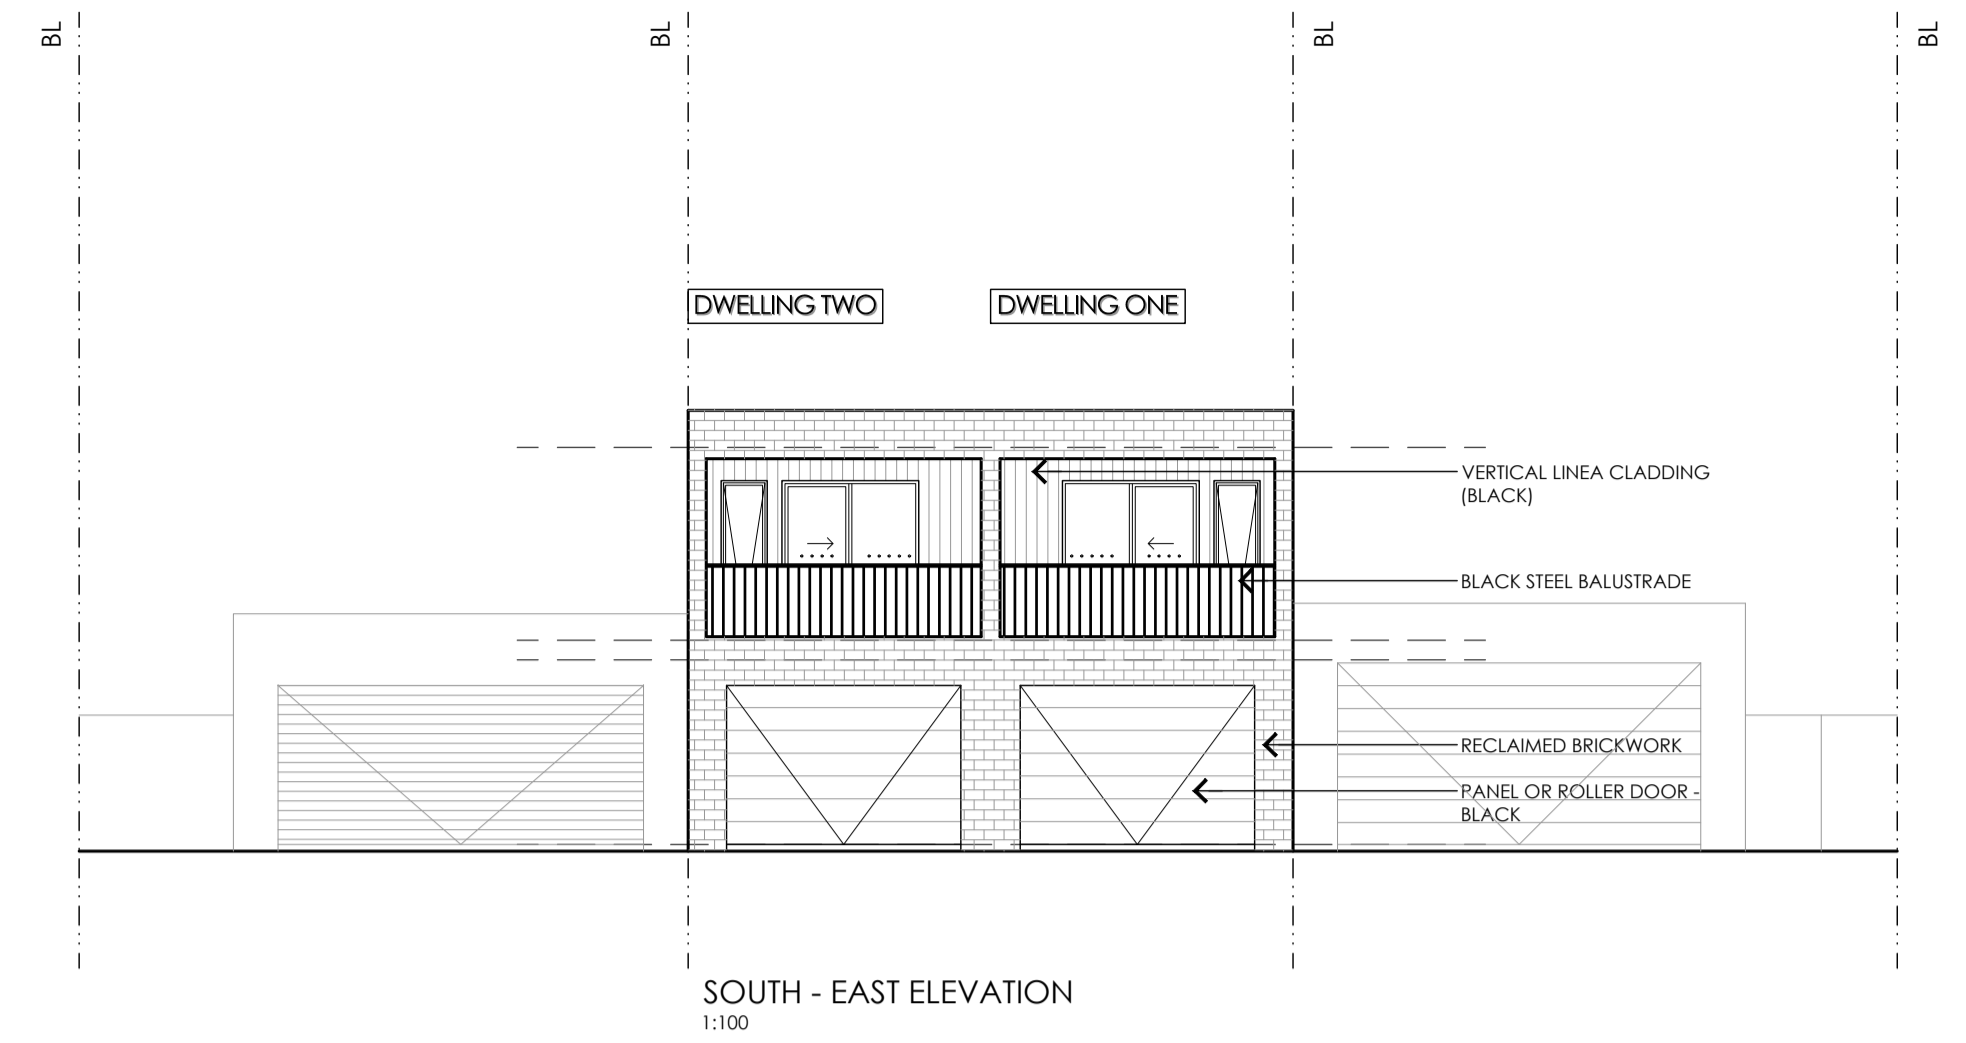 BL
BL
BL
BL
DWELLING TWO
DWELLING ONE
VERTICAL LINEA CLADDING
(BLACK)
BLACK STEEL BALUSTRADE
RECLAIMED BRICKWORK
PANEL OR ROLLER DOOR -
BLACK
SOUTH - EAST ELEVATION
1:100